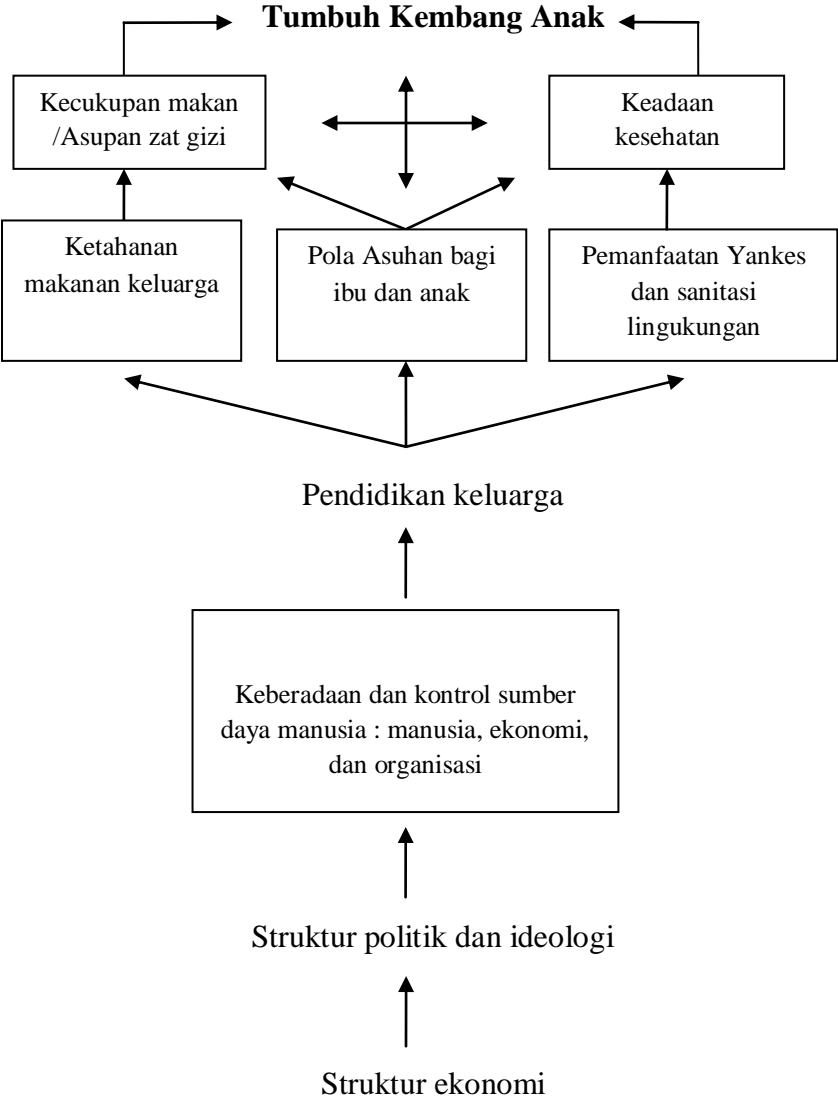 Tumbuh Kembang Anak
Kecukupan makan
/Asupan zat gizi
Keadaan
kesehatan
Ketahanan
makanan keluarga
Pola Asuhan bagi
ibu dan anak
Pemanfaatan Yankes
dan sanitasi
lingukungan
Pendidikan keluarga
Keberadaan dan kontrol sumber
daya manusia : manusia, ekonomi,
dan organisasi
Struktur politik dan ideologi
Struktur ekonomi